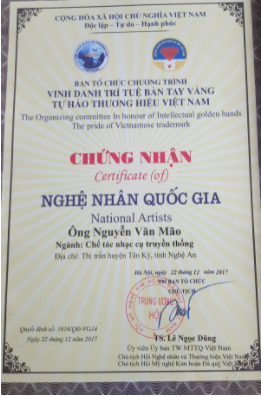 CỘNG HÒA XÃ HỘI CHỦ NGHĨA VIỆT NAM
Độc lập - Tự do - Hạnh phúc
BAN TỔ CHỨC CHƯƠNG TRÌNH
VINH DANH TRÍ TUỆ BÀN TAY VÀNG
TỰ HÀO THƯƠNG HIỆU VIỆT NAM
The Organizing committee In honour of Intellectual golden hands
The pride of Vietnamese trademark
CHỨNG NHẬN
Certificate (of)
NGHỆ NHÂN QUỐC GIA
National Artists
Ông Nguyễn Văn Mão
Ngành: Chế tác nhạc cụ truyền thống
Địa chỉ: Thị trấn huyện Tân Kỳ, tỉnh Nghệ An
Hà Nội, ngày 22 tháng 12 năm 2017
BAN TỔ CHỨC
CHỦ TỊCH
TRUNG ƯƠNG
HỘI
Quyết định số:
Ngày 22 tháng 12 năm 2017
TS. Lê Ngọc Dũng
Ủy viên Ủy ban TW MTTQ Việt Nam
Chủ tịch Hội Nghệ nhân và Thương hiệu Việt Nam
Chủ tịch Hội Mỹ nghệ Kim hoàn Đá quý Việt Nam